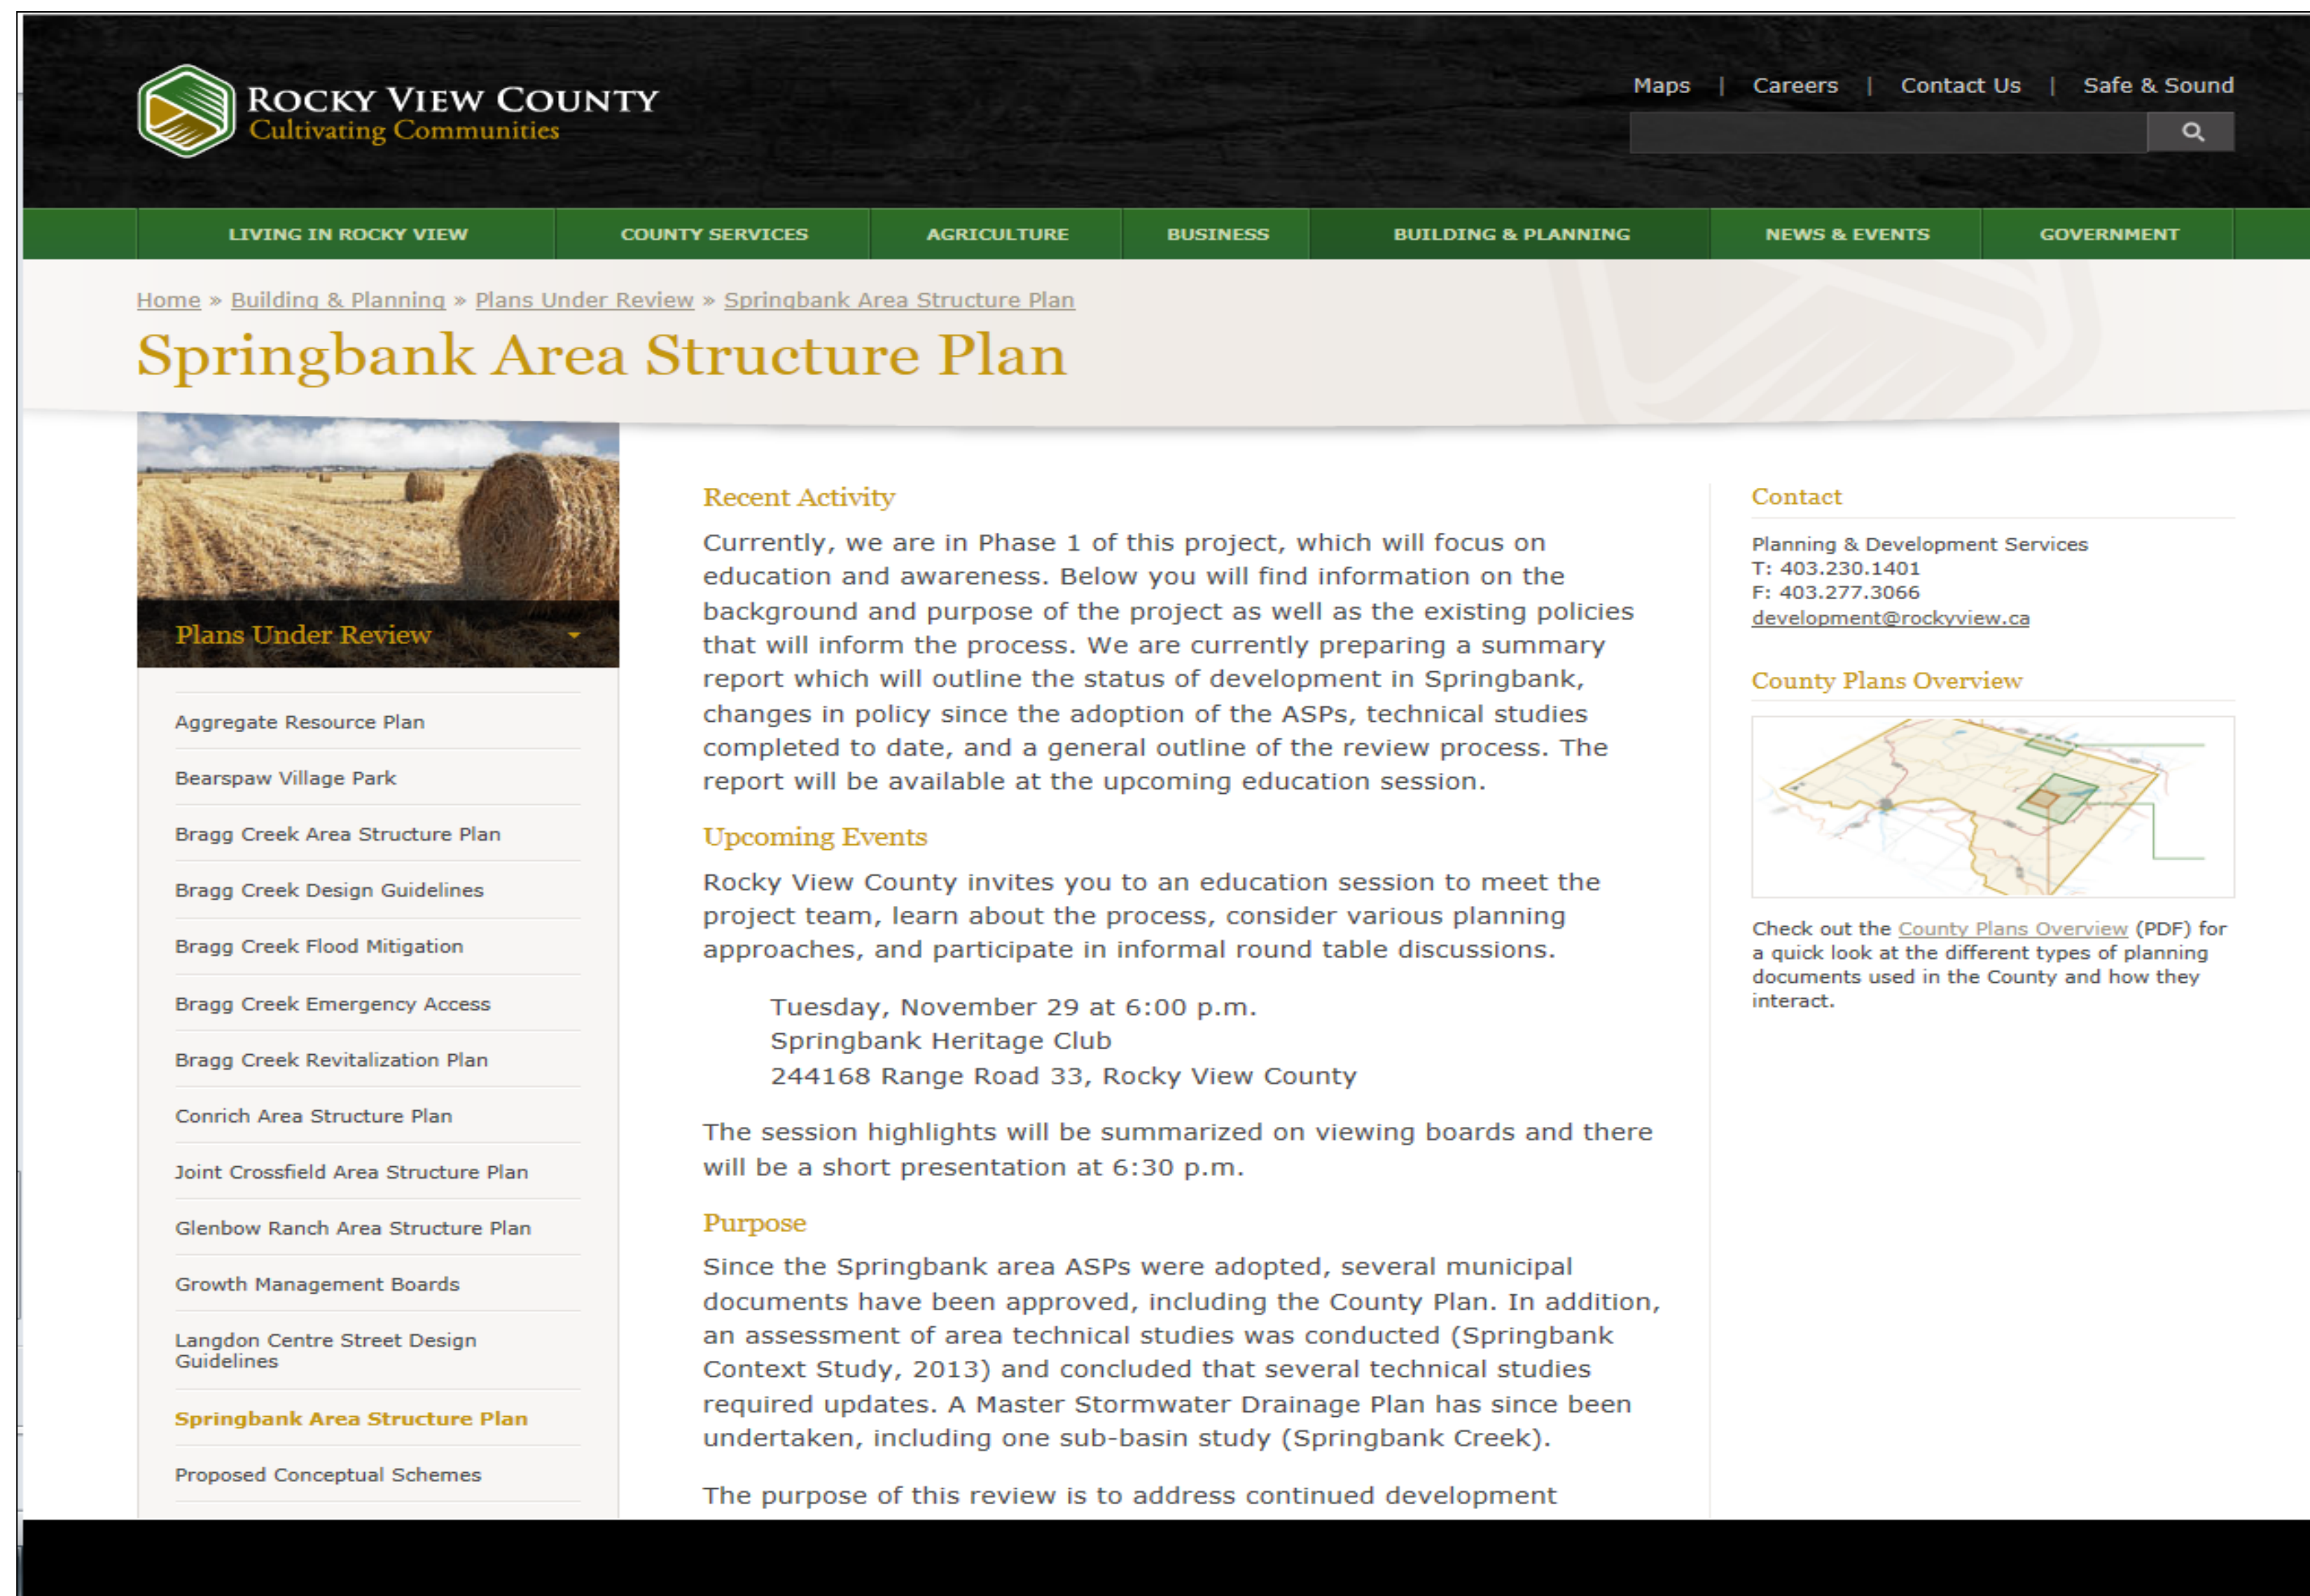 ROCKY VIEW COUNTY
Cultivating Communities
Maps | Careers | Contact Us | Safe & Sound
LIVING IN ROCKY VIEW COUNTY SERVICES AGRICULTURE BUSINESS BUILDING & PLANNING NEWS & EVENTS GOVERNMENT
Home » Building & Planning » Plans Under Review » Springbank Area Structure Plan
Springbank Area Structure Plan
Plans Under Review
Aggregate Resource Plan
Bearspaw Village Park
Bragg Creek Area Structure Plan
Bragg Creek Design Guidelines
Bragg Creek Flood Mitigation
Bragg Creek Emergency Access
Bragg Creek Revitalization Plan
Conrich Area Structure Plan
Joint Crossfield Area Structure Plan
Glenbow Ranch Area Structure Plan
Growth Management Boards
Langdon Centre Street Design
Guidelines
Springbank Area Structure Plan
Proposed Conceptual Schemes
Recent Activity
Currently, we are in Phase 1 of this project, which will focus on
education and awareness. Below you will find information on the
background and purpose of the project as well as the existing policies
that will inform the process. We are currently preparing a summary
report which will outline the status of development in Springbank,
changes in policy since the adoption of the ASPs, technical studies
completed to date, and a general outline of the review process. The
report will be available at the upcoming education session.
Upcoming Events
Rocky View County invites you to an education session to meet the
project team, learn about the process, consider various planning
approaches, and participate in informal round table discussions.
Tuesday, November 29 at 6:00 p.m.
Springbank Heritage Club
244168 Range Road 33, Rocky View County
The session highlights will be summarized on viewing boards and there
will be a short presentation at 6:30 p.m.
Purpose
Since the Springbank area ASPs were adopted, several municipal
documents have been approved, including the County Plan. In addition,
an assessment of area technical studies was conducted (Springbank
Context Study, 2013) and concluded that several technical studies
required updates. A Master Stormwater Drainage Plan has since been
undertaken, including one sub-basin study (Springbank Creek).
The purpose of this review is to address continued development
Contact
Planning & Development Services
T: 403.230.1401
F: 403.277.3066
development@rockyview.ca
County Plans Overview
Check out the County Plans Overview (PDF) for
a quick look at the different types of planning
documents used in the County and how they
interact.